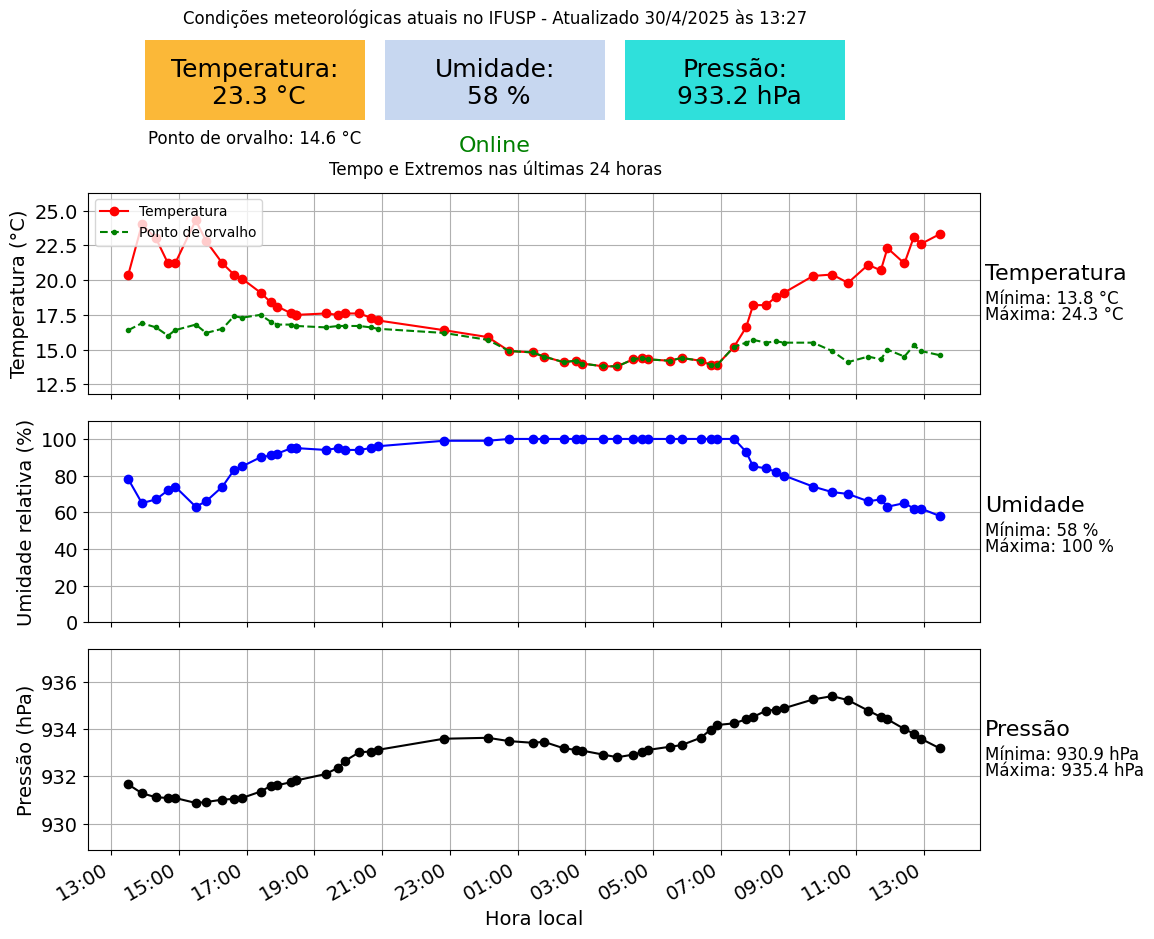 Condições meteorológicas atuais no IFUSP - Atualizado 30/4/2025 às 13:27
Temperatura:
23.3 °C
Umidade:
58 %
Pressão:
933.2 hPa
Ponto de orvalho: 14.6 °C
Online
Tempo e Extremos nas últimas 24 horas
Temperatura (°C)
25.0
22.5
20.0
17.5
15.0
12.5
Temperatura
Ponto de orvalho
Temperatura
Mínima: 13.8 °C
Máxima: 24.3 °C
Umidade relativa (%)
100
80
60
40
20
0
Umidade
Mínima: 58 %
Máxima: 100 %
Pressão (hPa)
936
934
932
930
Pressão
Mínima: 930.9 hPa
Máxima: 935.4 hPa
13:00
15:00
17:00
19:00
21:00
23:00
01:00
03:00
05:00
07:00
09:00
11:00
13:00
Hora local